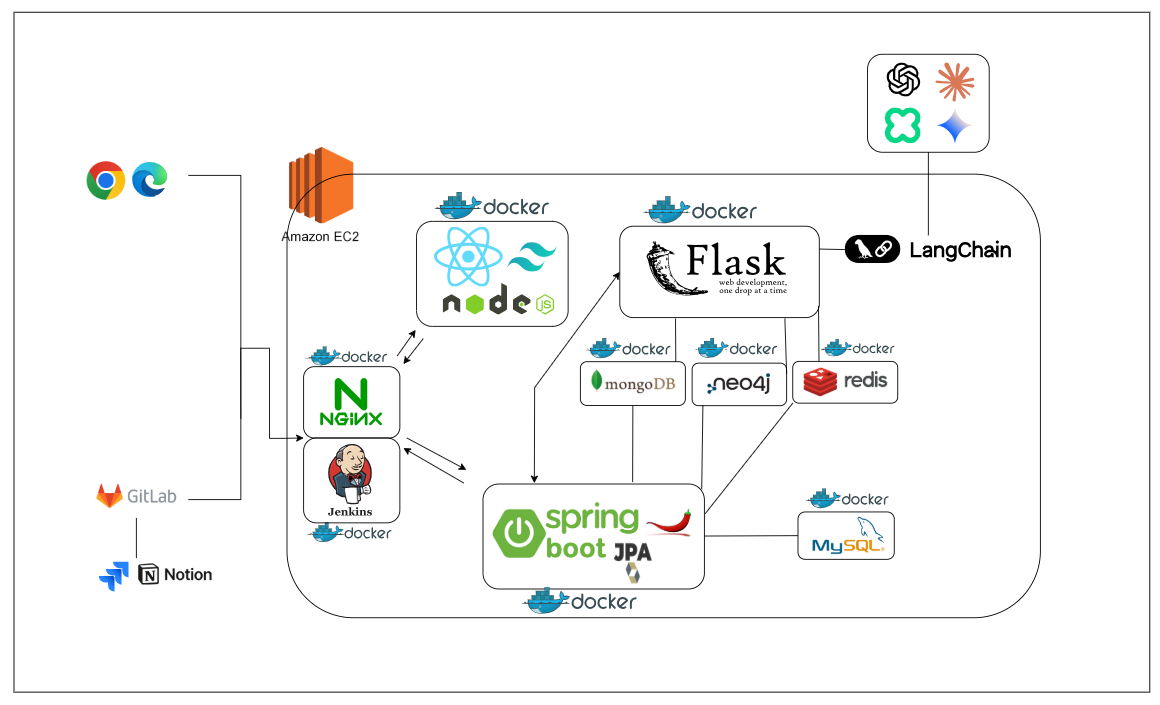 Amazon EC2
docker
docker
Flask
web development,
one drop at a time
LangChain
node
JS
docker
docker
docker
docker
mongoDB
neo4j
redis
NGiNX
Jenkins
docker
GitLab
Notion
spring
boot
JPA
docker
docker
MySQL®